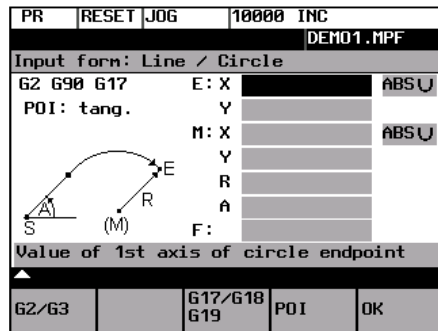 PR RESET JOG 10000 INC
DEMO1.MPF
Input form: Line / Circle
G2 G90 G17 E: X ABS U
POI: tang. Y
M: X ABS U
Y
E
R
R
A
A
S (M) F:
Value of 1st axis of circle endpoint
G2/G3 G17/G18 G19 POI OK